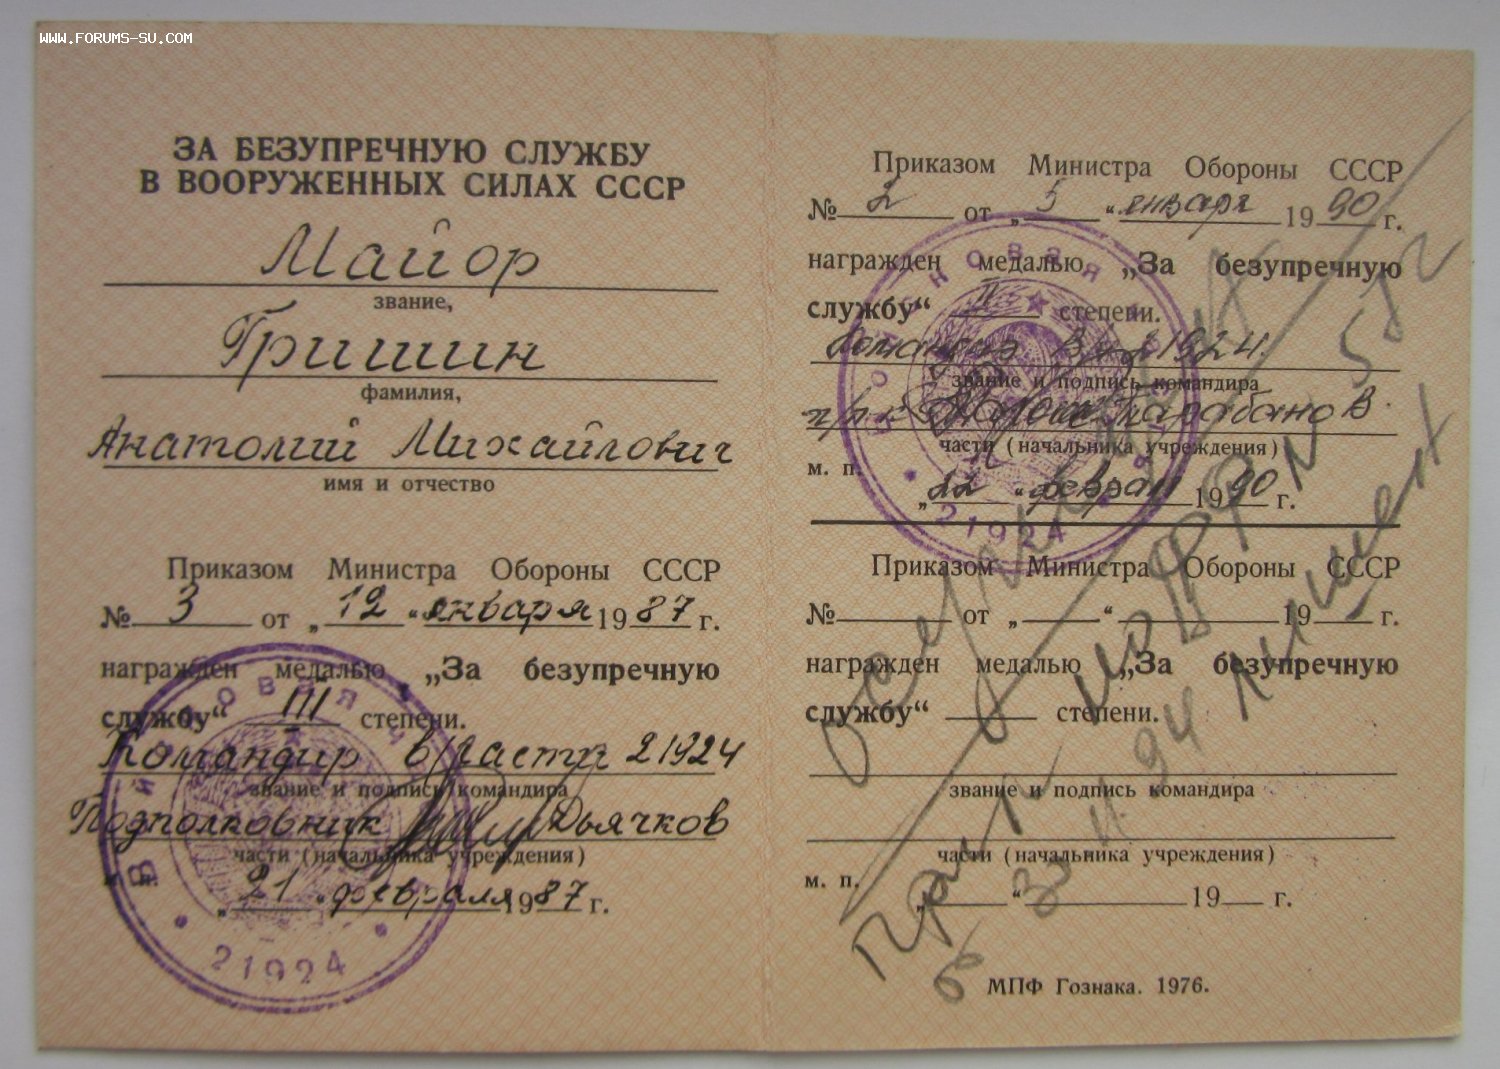 WWW.FORUMS-SU.COM
ЗА БЕЗУПРЕЧНУЮ СЛУЖБУ
В ВООРУЖЕННЫХ СИЛАХ СССР
Майор
звание,
Гришин
фамилия,
Анатолий Михайлович
имя и отчество
Приказом Министра Обороны СССР
№ 3 от „12“ января 1987 г.
награжден медалью „За безупречную
службу“ III степени.
Командир в/части 21924
звание и подпись командира
Подполковник Дьячков
части (начальника учреждения)
„21“ февраля 1987 г.
21924
Приказом Министра Обороны СССР
№ 2 от „5“ января 1990 г.
награжден медалью „За безупречную
службу“ II степени.
21924
звание и подпись командира
Барабанов
части (начальника учреждения)
м. п.
„22“ февраля 1990 г.
21924
Приказом Министра Обороны СССР
№ от „ “ 19 г.
награжден медалью „За безупречную
службу“ степени.
звание и подпись командира
части (начальника учреждения)
м. п.
„ “ 19 г.
МПФ Гознака. 1976.